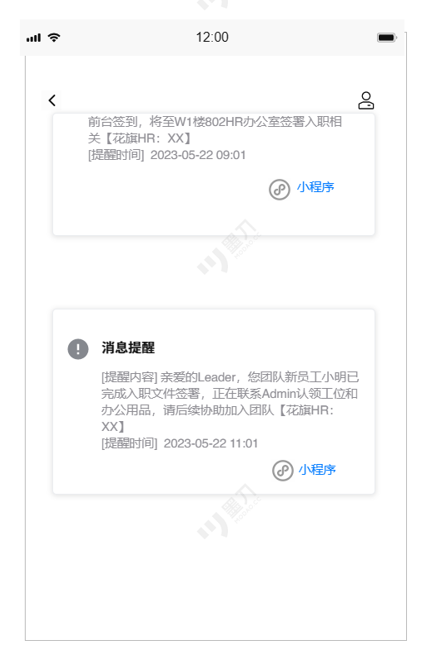 12:00
前台签到，将至W1楼802HR办公室签署入职相
关【花旗HR：XX】
[提醒时间] 2023-05-22 09:01
小程序
墨刀
消息提醒
[提醒内容] 亲爱的Leader，您团队新员工小明已
完成入职文件签署，正在联系Admin认领工位和
办公用品，请后续协助加入团队【花旗HR：
XX】
[提醒时间] 2023-05-22 11:01
小程序
墨刀